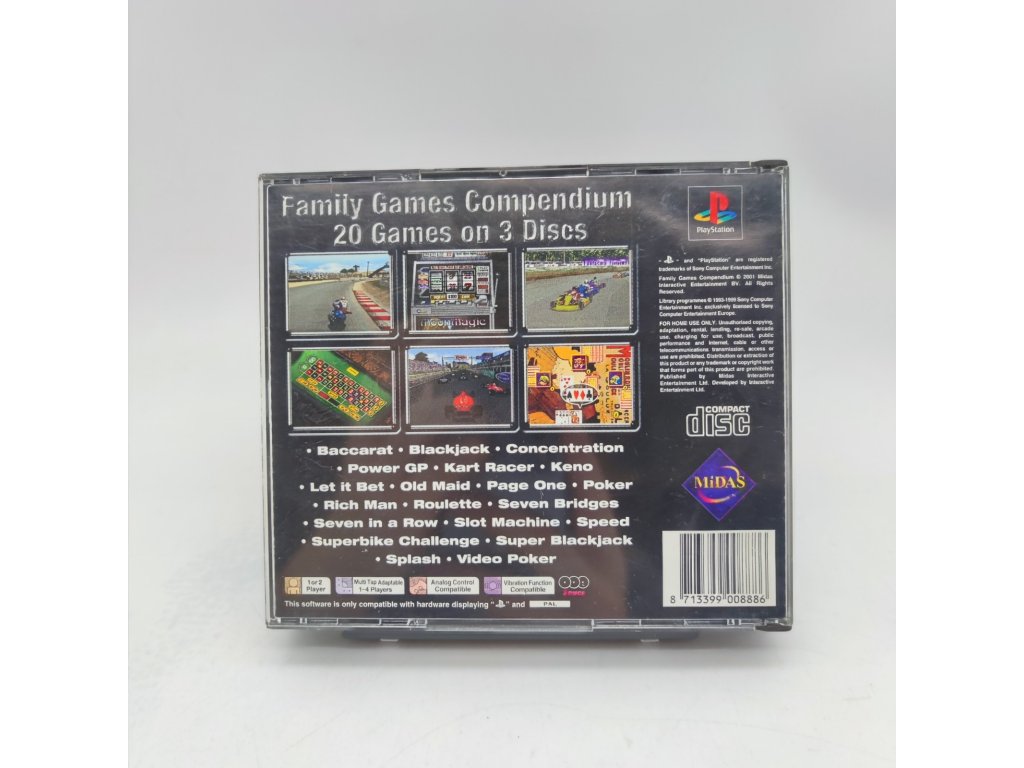 Family Games Compendium
20 Games on 3 Discs
PlayStation
neonmagic
• Baccarat • Blackjack • Concentration
• Power GP • Kart Racer • Keno
• Let it Bet • Old Maid • Page One • Poker
• Rich Man • Roulette • Seven Bridges
• Seven in a Row • Slot Machine • Speed
• Superbike Challenge • Super Blackjack
• Splash • Video Poker
1 or 2
Player
Multi Tap Adaptable
1-4 Players
Analog Control
Compatible
Vibration Function
Compatible
3 DISCS
This software is only compatible with hardware displaying " " and PAL
" " and "PlayStation" are registered
trademarks of Sony Computer Entertainment Inc.
Family Games Compendium © 2001 Midas
Interactive Entertainment BV. All Rights
Reserved.
Library programmes © 1993-1999 Sony Computer
Entertainment Inc. exclusively licensed to Sony
Computer Entertainment Europe.
FOR HOME USE ONLY. Unauthorised copying,
adaptation, rental, lending, re-sale, arcade
use, charging for use, broadcast, public
performance and internet, cable or other
telecommunications transmission, access or
use are prohibited. Distribution or extraction of
this product or any trademark or copyright work
that forms part of this product are prohibited.
Published by Midas Interactive
Entertainment Ltd. Developed by Interactive
Entertainment Ltd.
COMPACT
disc
MiDAS
8 713399 008886